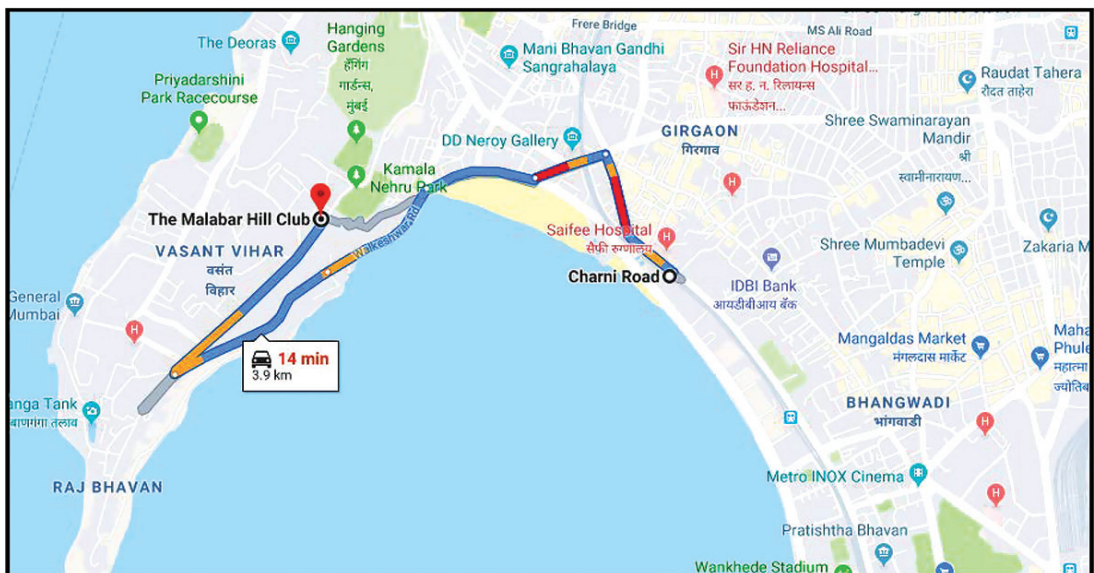 Frere Bridge
MS Ali Road
The Deoras
Hanging
Gardens
हँगिंग
गार्डन्स,
मुंबई
Mani Bhavan Gandhi
Sangrahalaya
Sir HN Reliance
Foundation Hospital...
सर ह. न. रिलायन्स
फाऊंडेशन...
Raudat Tahera
रौदत ताहेरा
Priyadarshini
Park Racecourse
DD Neroy Gallery
GIRGAON
गिरगाव
Shree Swaminarayan
Mandir
श्री
स्वामीनारायण...
Kamala
Nehru Park
The Malabar Hill Club
Walkeshwar Rd
Saifee Hospital
सैफी रुग्णालय
VASANT VIHAR
वसंत
विहार
Shree Mumbadevi
Temple
Zakaria M
Charni Road
IDBI Bank
आयडीबीआय बॅंक
General
Mumbai
14 min
3.9 km
Mangaldas Market
मंगलदास मार्केट
Maha
Phule
महात्मा
ज्योतिब
anga Tank
बाणगंगा तलाव
BHANGWADI
भांगवाडी
RAJ BHAVAN
Metro INOX Cinema
Pratishtha Bhavan
Wankhede Stadium